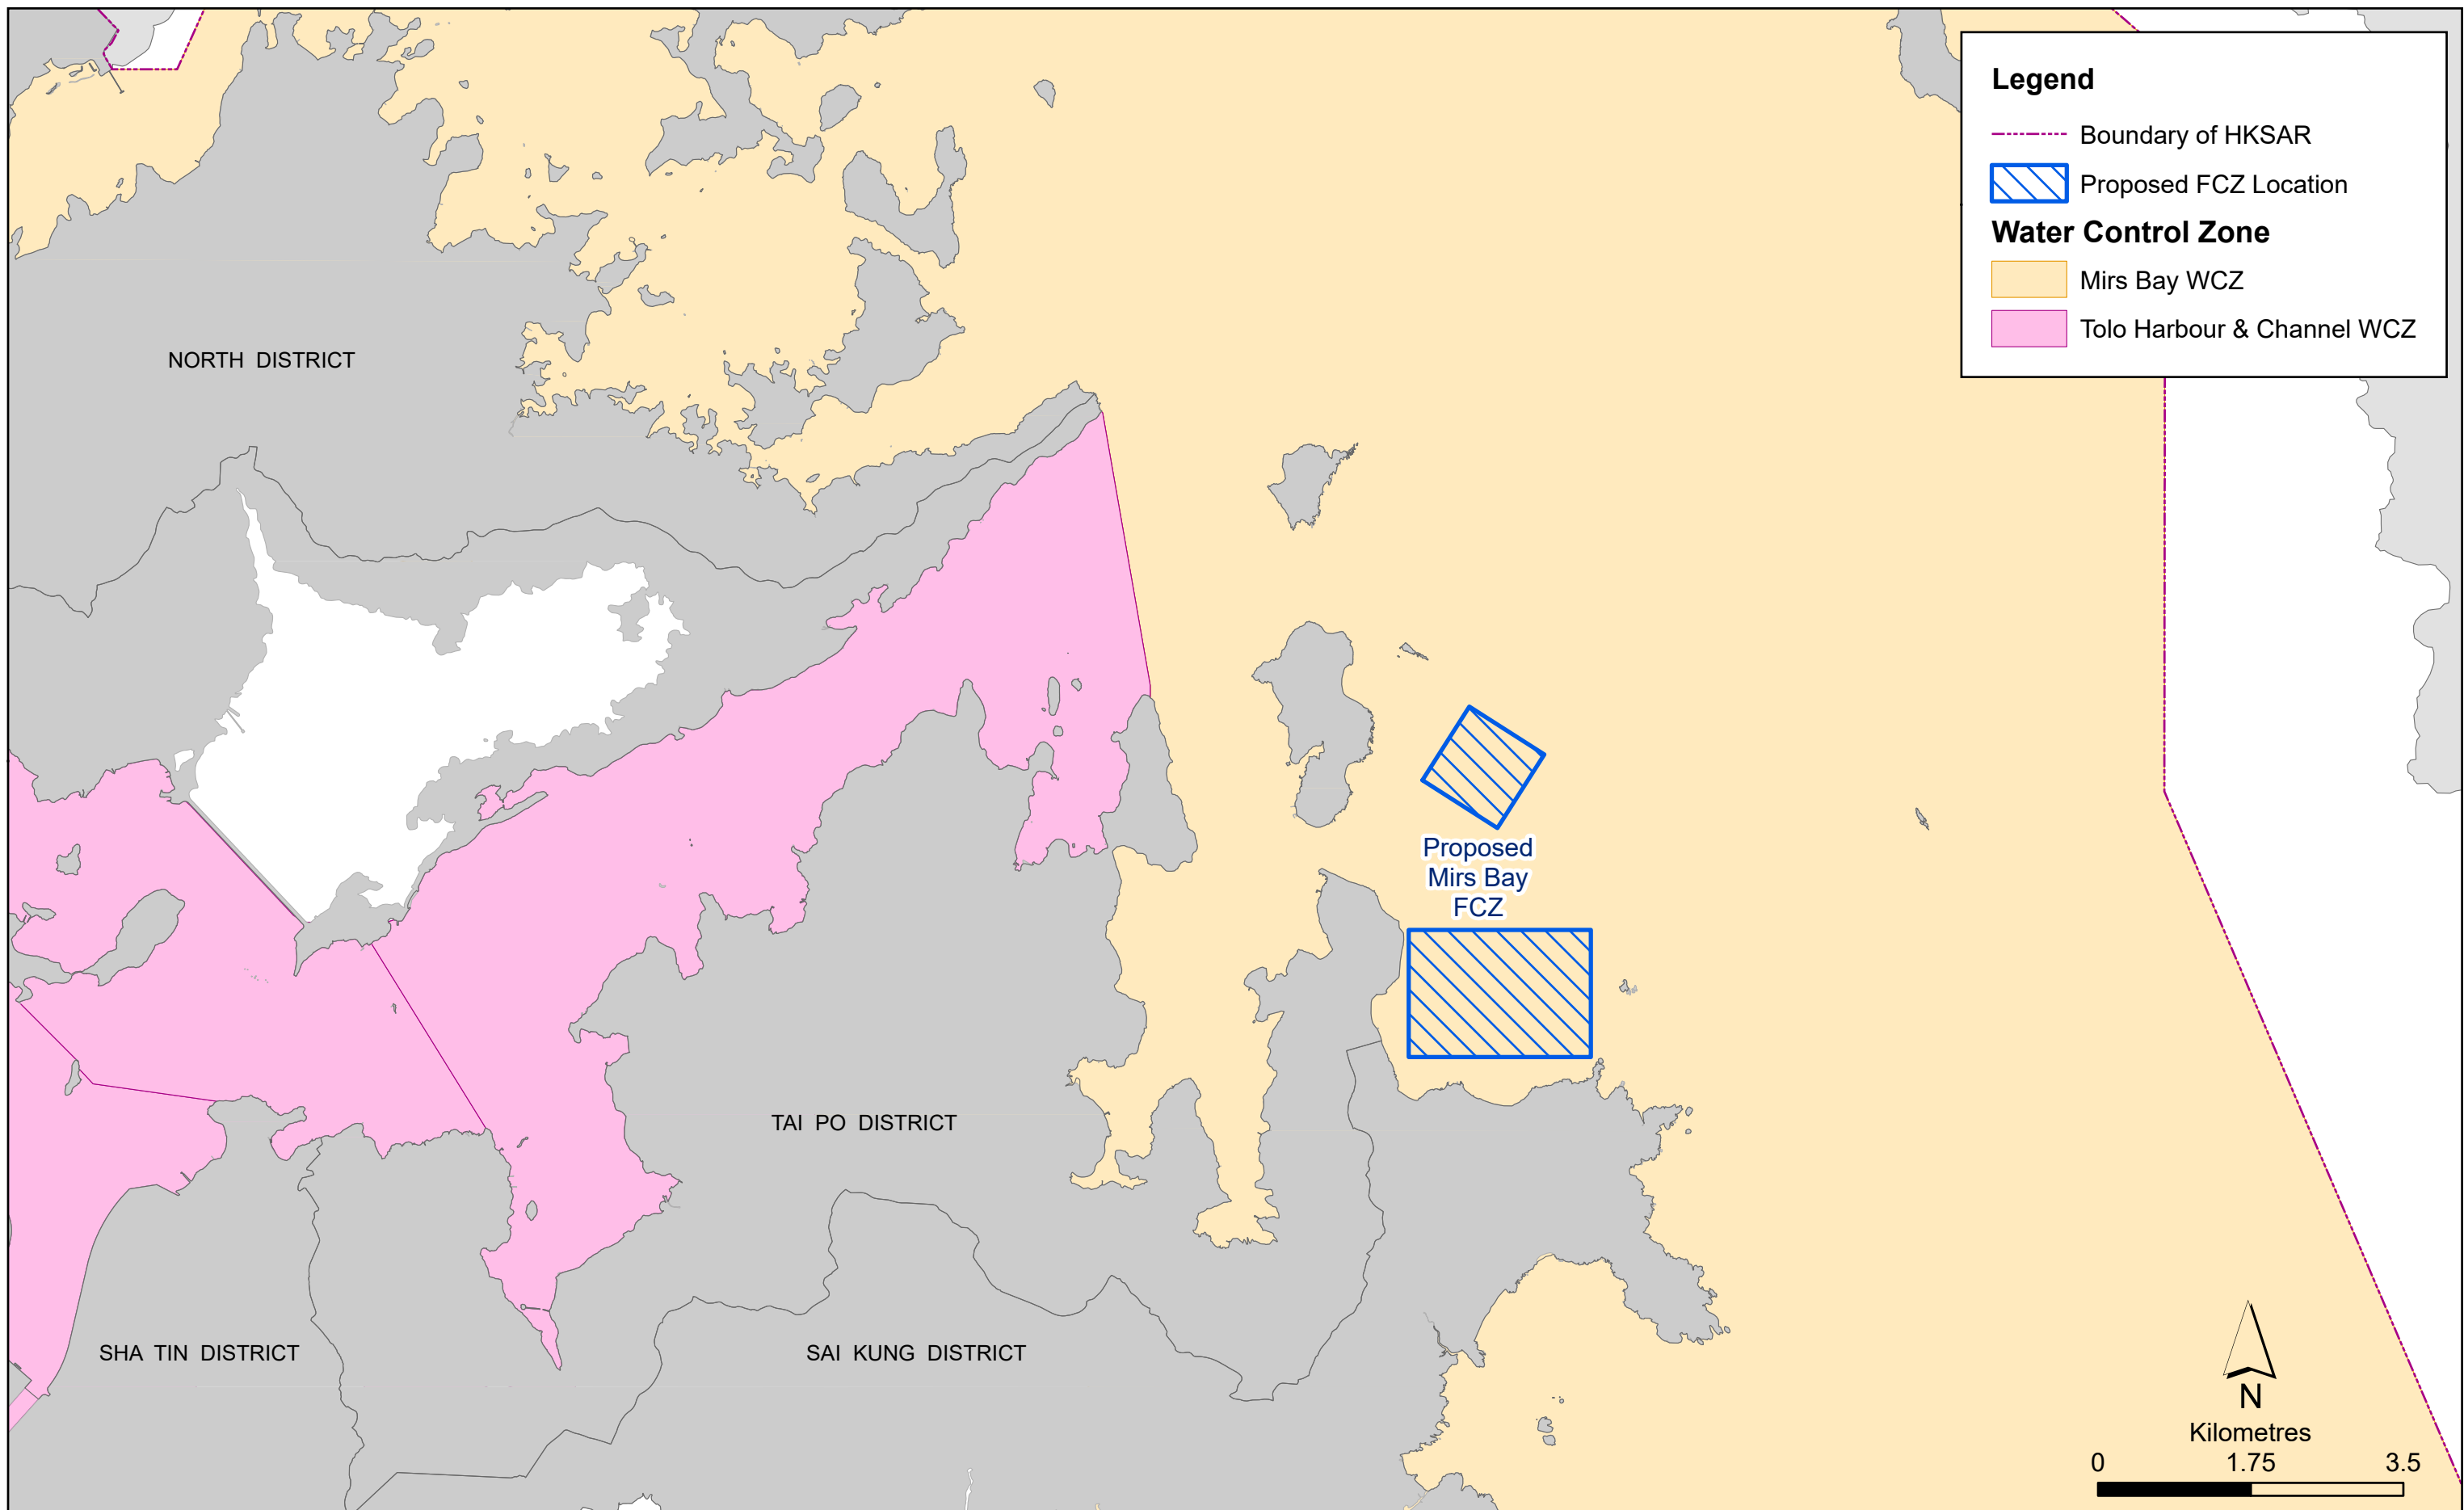 Legend
Boundary of HKSAR
Proposed FCZ Location
Water Control Zone
Mirs Bay WCZ
Tolo Harbour & Channel WCZ
NORTH DISTRICT
Proposed
Mirs Bay
FCZ
TAI PO DISTRICT
SHA TIN DISTRICT
SAI KUNG DISTRICT
N
Kilometres
0 1.75 3.5